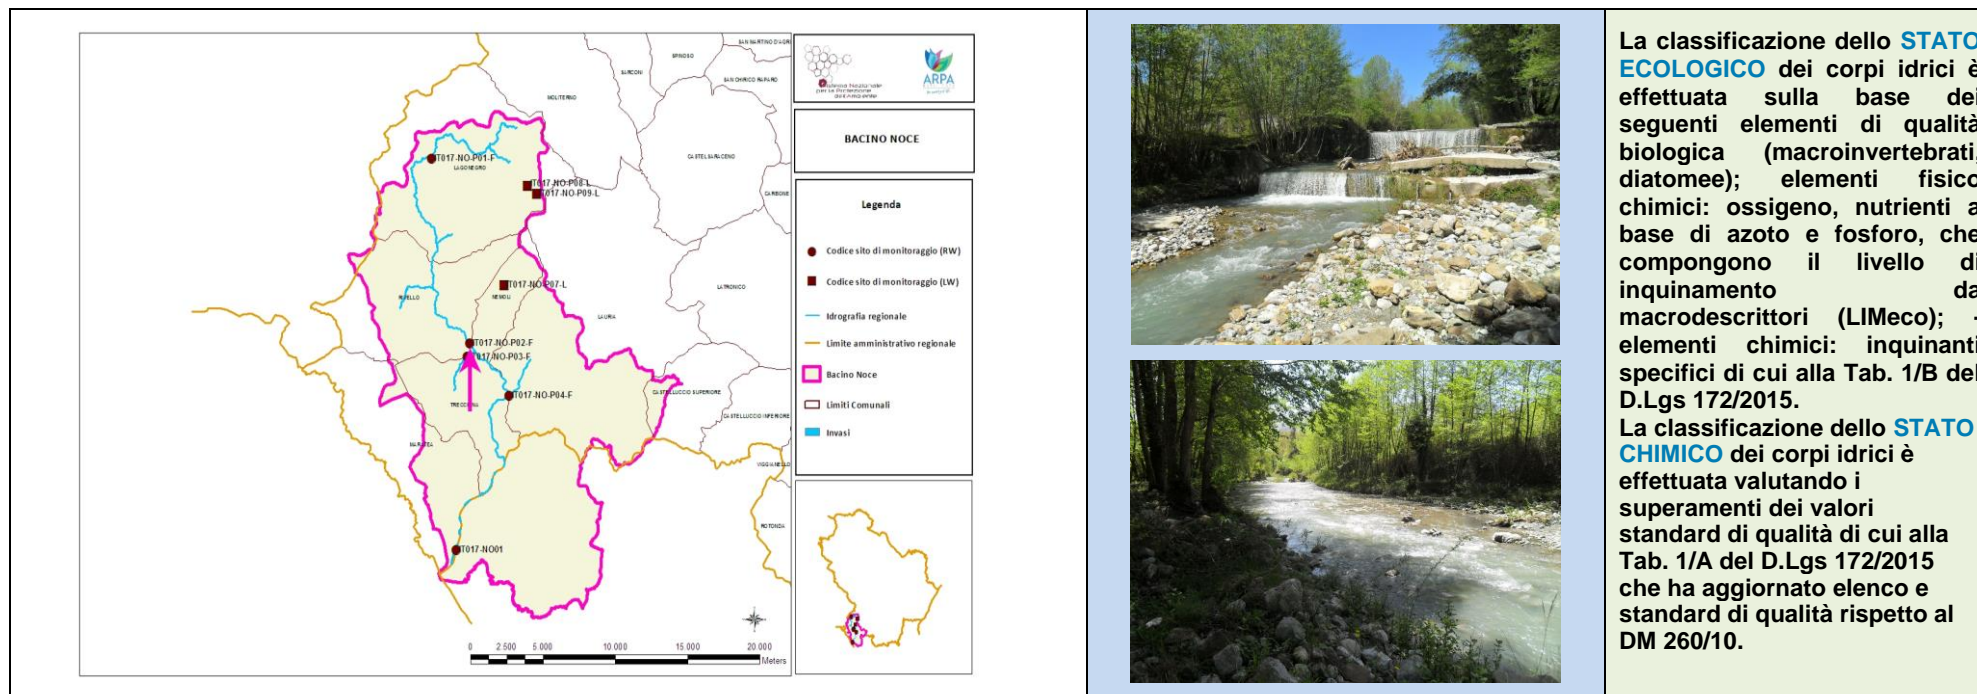 SAN MARTINO D'AGRI
SPINOSO
SARCONI
SAN CHIRICO RAPARO
MOLITERNO
CASTELSARACENO
CARBONE
IT017-NO-P01-F
LAGONEGRO
IT017-NO-P08-L
IT017-NO-P09-L
LATRONICO
IT017-NO-P07-L
RIVELLO
NEMOLI
LAURIA
IT017-NO-P02-F
IT017-NO-P03-F
IT017-NO-P04-F
TRECCHINA
CASTELLUCCIO SUPERIORE
CASTELLUCCIO INFERIORE
MARATEA
VIGGIANELLO
ROTONDA
IT017-NO01
0 2.500 5.000 10.000 15.000 20.000
Meters
Sistema Nazionale
per la Protezione
dell'Ambiente
ARPA
BACINO NOCE
Legenda
Codice sito di monitoraggio (RW)
Codice sito di monitoraggio (LW)
Idrografia regionale
Limite amministrativo regionale
Bacino Noce
Limiti Comunali
Invasi
La classificazione dello STATO
ECOLOGICO dei corpi idrici è
effettuata sulla base dei
seguenti elementi di qualità
biologica (macroinvertebrati,
diatomee); elementi fisico
chimici: ossigeno, nutrienti a
base di azoto e fosforo, che
compongono il livello di
inquinamento da
macrodescrittori (LIMeco); -
elementi chimici: inquinanti
specifici di cui alla Tab. 1/B del
D.Lgs 172/2015.
La classificazione dello STATO
CHIMICO dei corpi idrici è
effettuata valutando i
superamenti dei valori
standard di qualità di cui alla
Tab. 1/A del D.Lgs 172/2015
che ha aggiornato elenco e
standard di qualità rispetto al
DM 260/10.